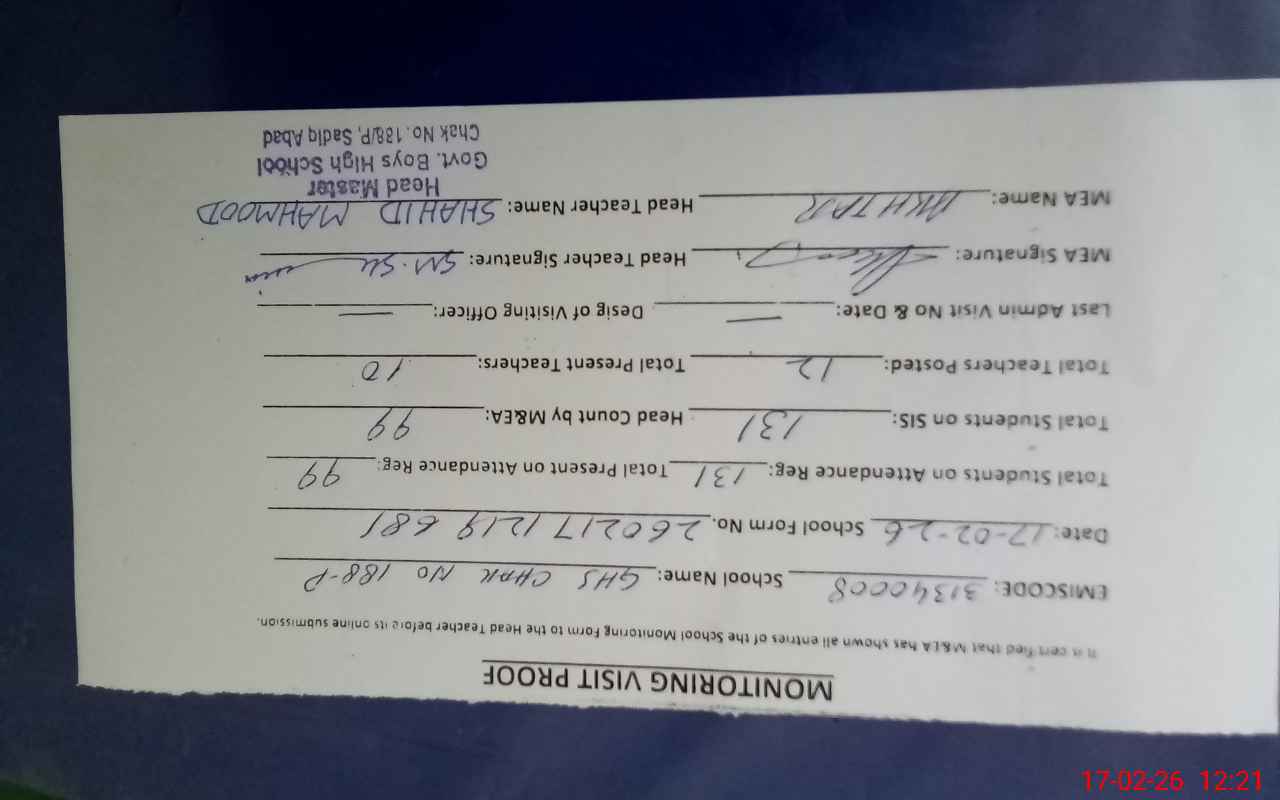 MONITORING VISIT PROOF
It is certified that M&EA has shown all entries of the School Monitoring Form to the Head Teacher before its online submission.
EMISCODE: 31340008 School Name: GHS CHAK NO 188-P
Date: 17-02-26 School Form No. 260217 1219 681
Total Students on Attendance Reg: 131 Total Present on Attendance Reg: 99
Total Students on SIS: 131 Head Count by M&EA: 99
Total Teachers Posted: 12 Total Present Teachers: 10
Last Admin Visit No & Date: — Desig of Visiting Officer: —
MEA Signature: Head Teacher Signature:
MEA Name: AKHTAR Head Teacher Name: SHAHID MAHMOOD
Head Master
Govt. Boys High School
Chak No. 188/P, Sadiq Abad
17-02-26 12:21